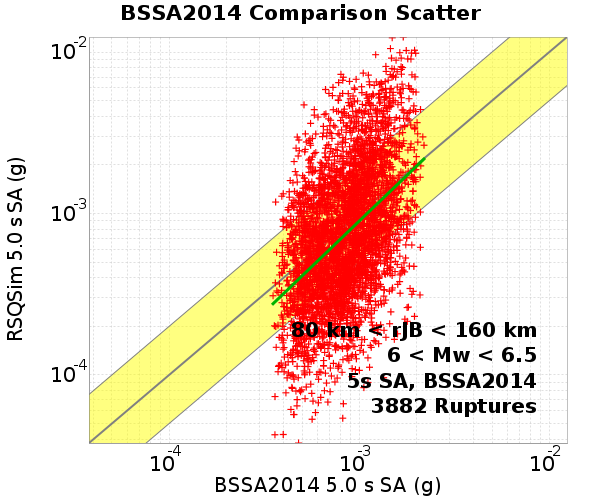 BSSA2014 Comparison Scatter
RSQSim 5.0 s SA (g)
10-2
10-3
10-4
80 km < rJB < 160 km
6 < Mw < 6.5
5s SA, BSSA2014
3882 Ruptures
10-4
10-3
10-2
BSSA2014 5.0 s SA (g)